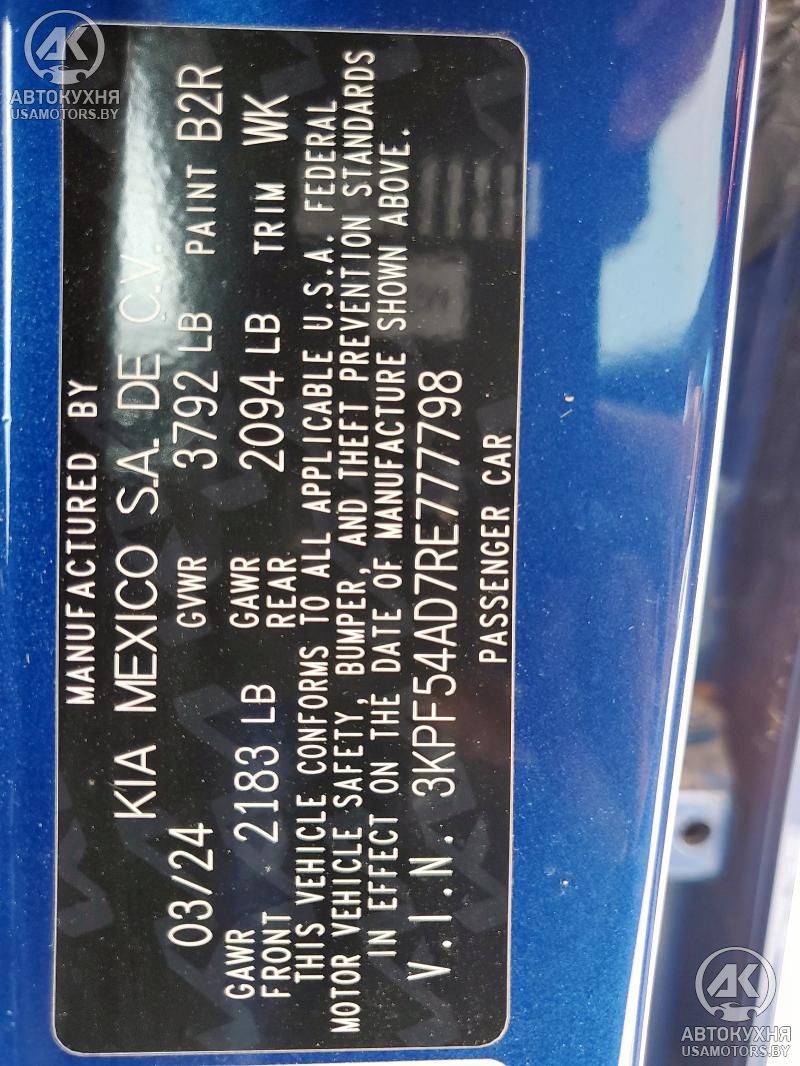 MANUFACTURED BY
KIA MEXICO S.A. DE C.V.
03/24 GVWR 3792 LB PAINT B2R
GAWR FRONT 2183 LB GAWR REAR 2094 LB TRIM WK
THIS VEHICLE CONFORMS TO ALL APPLICABLE U.S.A. FEDERAL
MOTOR VEHICLE SAFETY, BUMPER, AND THEFT PREVENTION STANDARDS
IN EFFECT ON THE DATE OF MANUFACTURE SHOWN ABOVE.
V.I.N. 3KPF54AD7RE777798
PASSENGER CAR
АК
АВТОКУХНЯ
USAMOTORS.BY
АК
АВТОКУХНЯ
USAMOTORS.BY